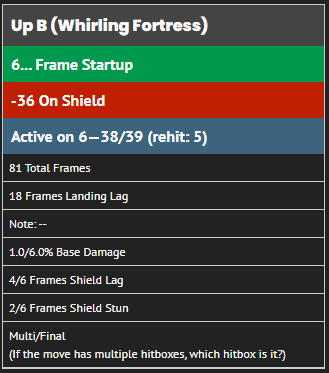 Up B (Whirling Fortress)
6... Frame Startup
-36 On Shield
Active on 6—38/39 (rehit: 5)
81 Total Frames
18 Frames Landing Lag
Note: --
1.0/6.0% Base Damage
4/6 Frames Shield Lag
2/6 Frames Shield Stun
Multi/Final
(If the move has multiple hitboxes, which hitbox is it?)